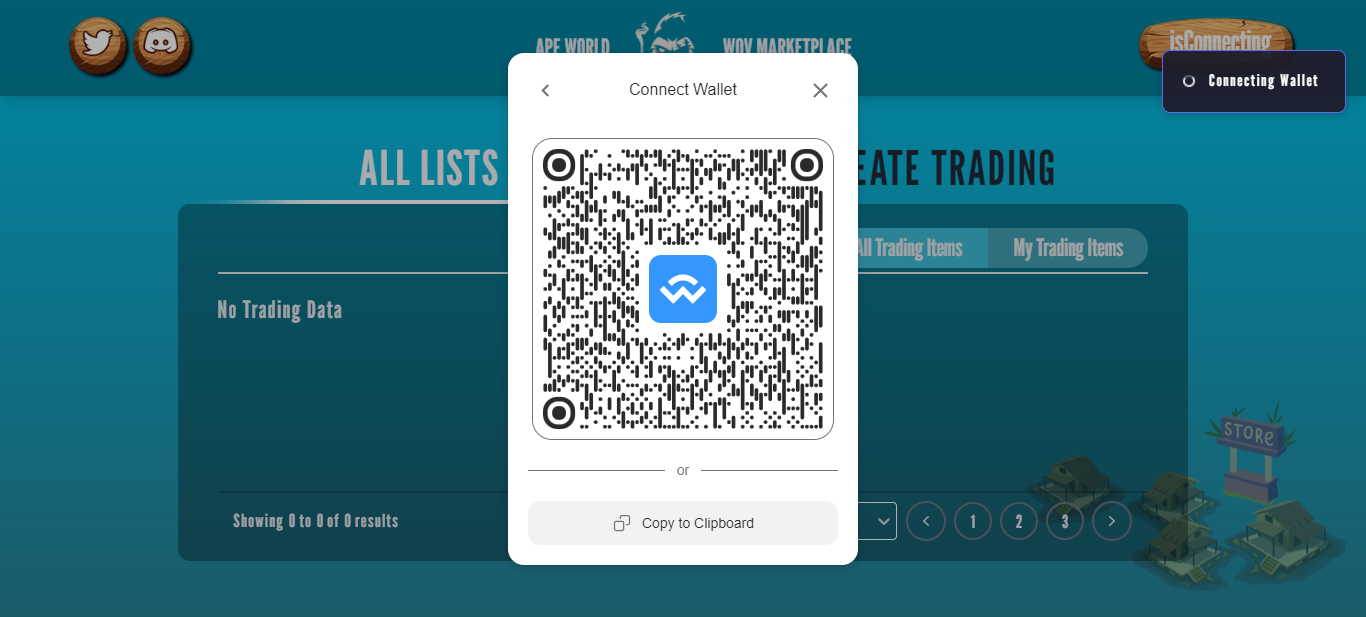 APE WORLD
WOV MARKETPLACE
isConnecting
Connecting Wallet
Connect Wallet
ALL LISTS
EATE TRADING
All Trading Items
My Trading Items
No Trading Data
STORE
or
Showing 0 to 0 of 0 results
Copy to Clipboard
1
2
3